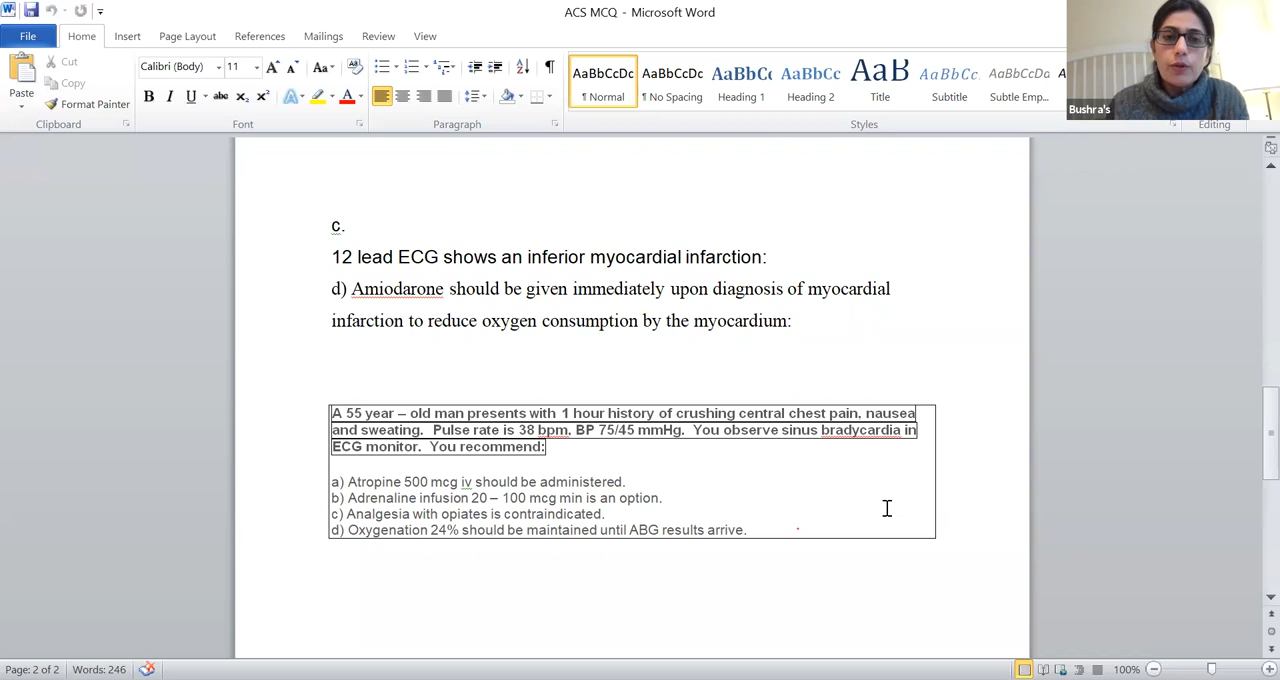 ACS MCQ - Microsoft Word
File Home Insert Page Layout References Mailings Review View
Paste
Cut
Copy
Format Painter
Clipboard
Calibri (Body) 11
Font
Paragraph
AaBbCcDc AaBbCcDc AaBbCc AaBbCc AaB AaBbCc. AaBbCcDc
¶ Normal ¶ No Spacing Heading 1 Heading 2 Title Subtitle Subtle Emp...
Styles
Editing
Bushra's
c.
12 lead ECG shows an inferior myocardial infarction:
d) Amiodarone should be given immediately upon diagnosis of myocardial
infarction to reduce oxygen consumption by the myocardium:
A 55 year – old man presents with 1 hour history of crushing central chest pain, nausea
and sweating. Pulse rate is 38 bpm, BP 75/45 mmHg. You observe sinus bradycardia in
ECG monitor. You recommend:
a) Atropine 500 mcg iv should be administered.
b) Adrenaline infusion 20 – 100 mcg min is an option.
c) Analgesia with opiates is contraindicated.
d) Oxygenation 24% should be maintained until ABG results arrive.
Page: 2 of 2 Words: 246 100%